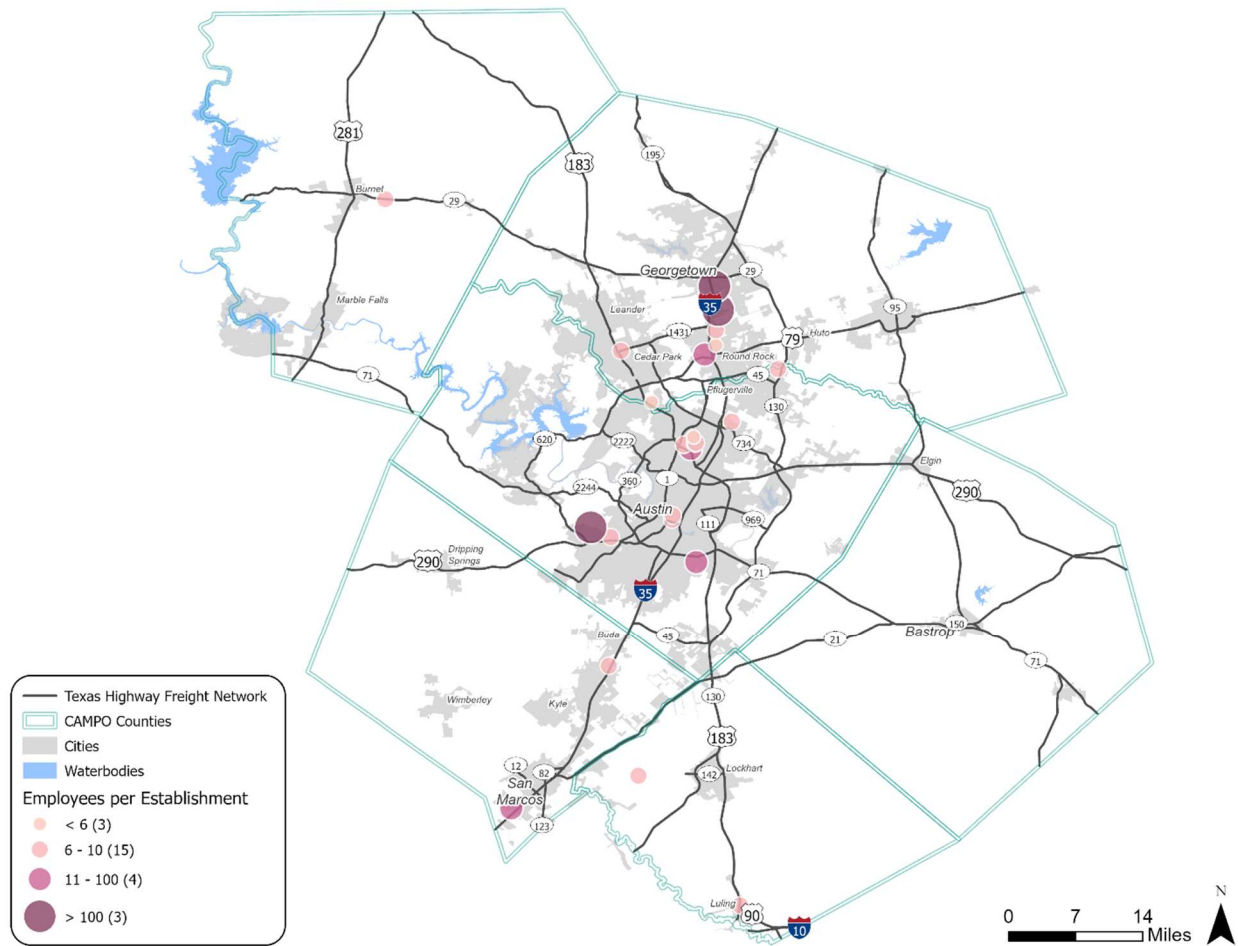 281
183
195
Burnet
29
Georgetown
29
35
Marble Falls
Leander
1431
95
79
Huto
Cedar Park
Round Rock
71
45
Pflugerville
130
620
2222
734
Elgin
360
1
2244
290
Austin
111
969
Dripping
Springs
290
71
35
150
Bastrop
Buda
45
21
71
Wimberley
Kyle
130
183
12
82
142
Lockhart
San
Marcos
123
Luling
90
10
Texas Highway Freight Network
CAMPO Counties
Cities
Waterbodies
Employees per Establishment
< 6 (3)
6 - 10 (15)
11 - 100 (4)
> 100 (3)
N
0 7 14
Miles